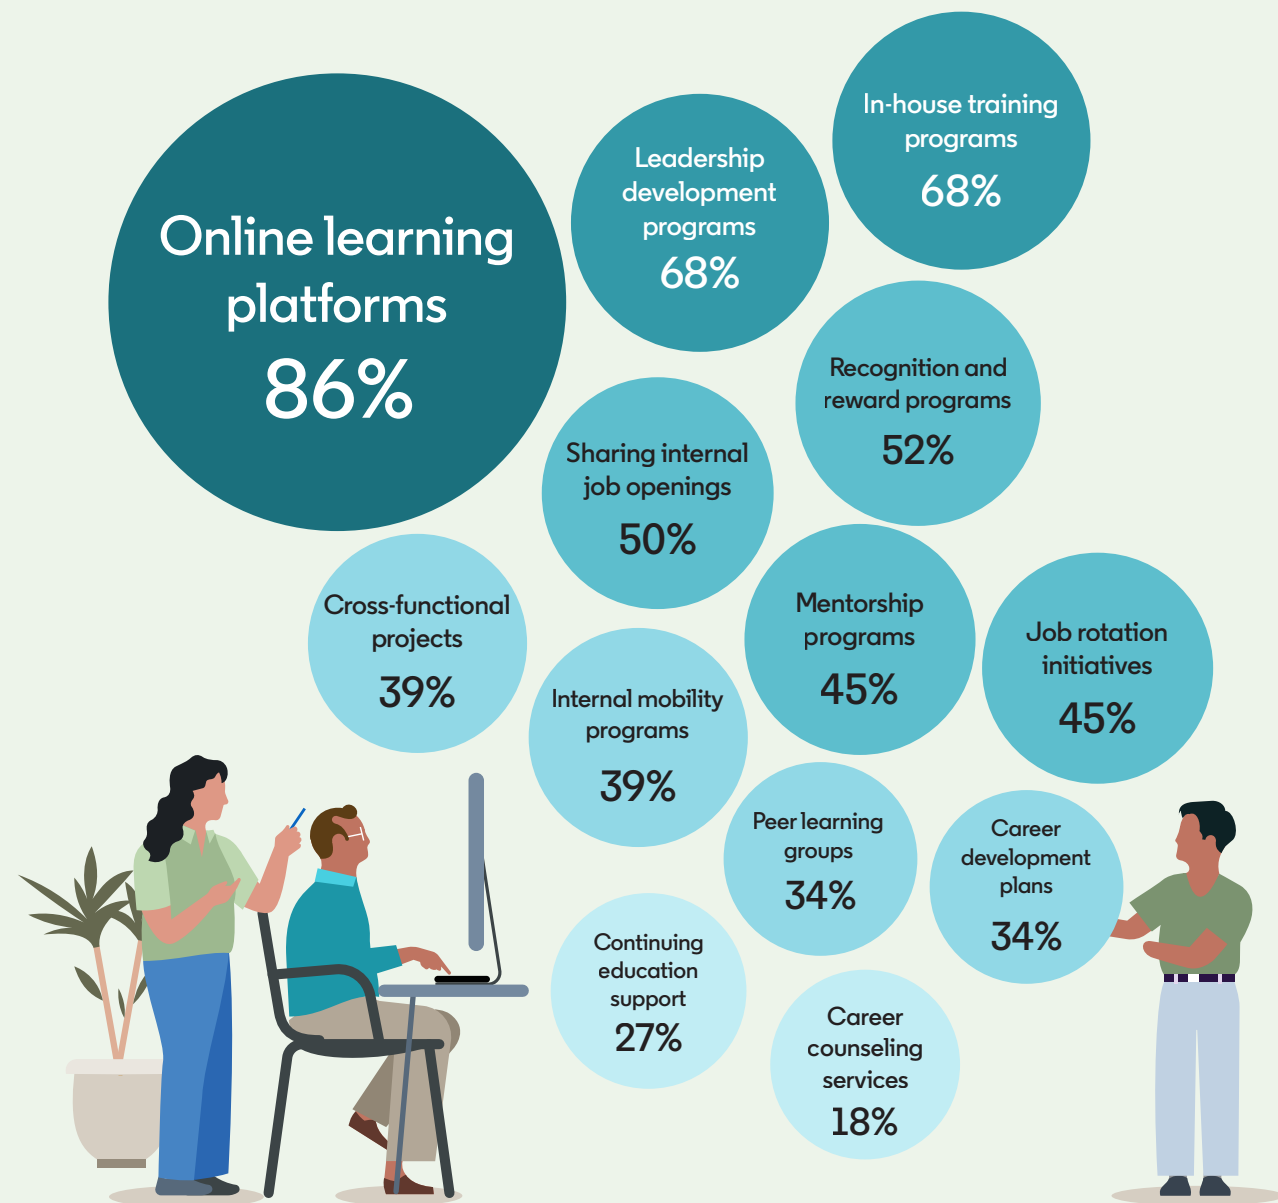 Online learning
platforms
86%
Leadership
development
programs
68%
In-house training
programs
68%
Recognition and
reward programs
52%
Sharing internal
job openings
50%
Mentorship
programs
45%
Job rotation
initiatives
45%
Cross-functional
projects
39%
Internal mobility
programs
39%
Peer learning
groups
34%
Career
development
plans
34%
Continuing
education
support
27%
Career
counseling
services
18%